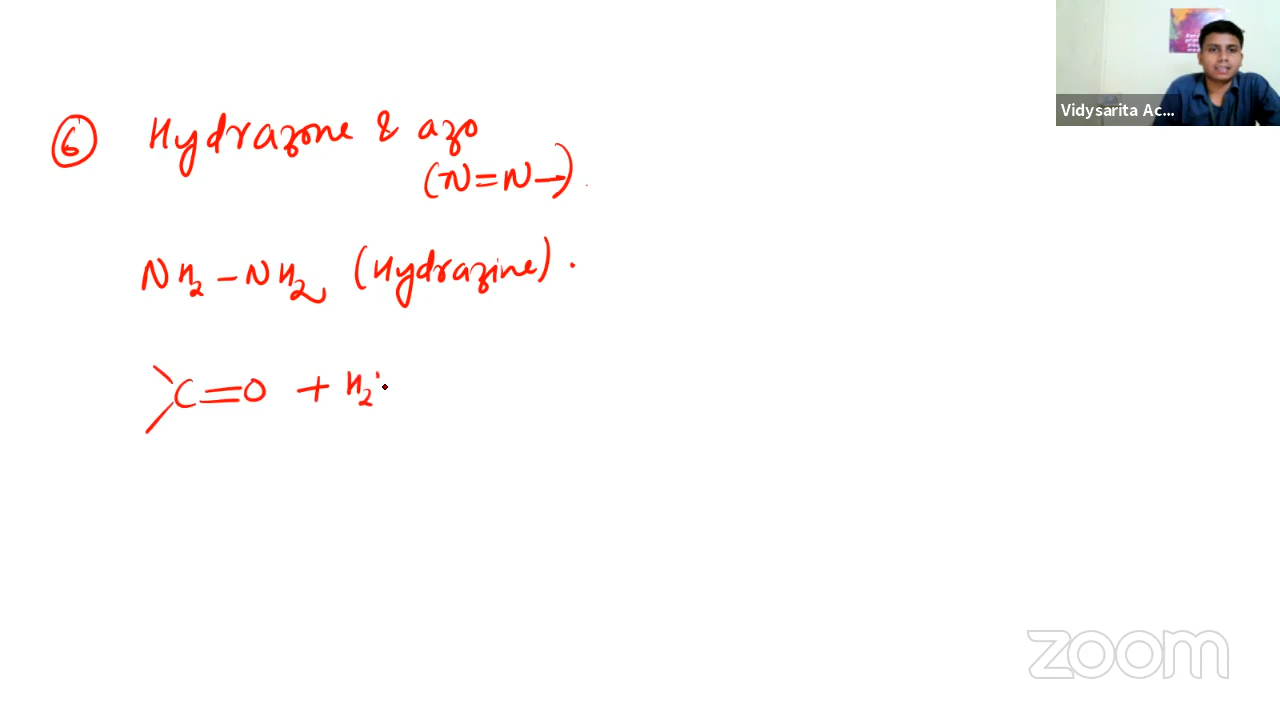 6 Hydrazone & azo
(N=N-).
NH2-NH2 (Hydrazine).
>C=O + H2
Vidysarita Ac...
zoom